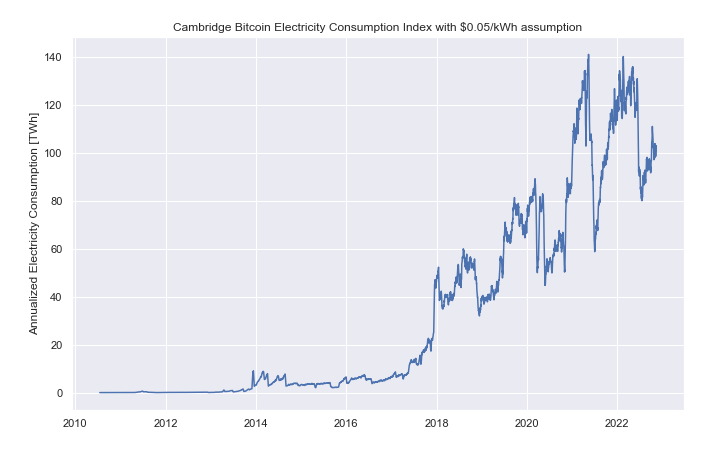 Cambridge Bitcoin Electricity Consumption Index with $0.05/kWh assumption
Annualized Electricity Consumption [TWh]
140
120
100
80
60
40
20
0
2010 2012 2014 2016 2018 2020 2022